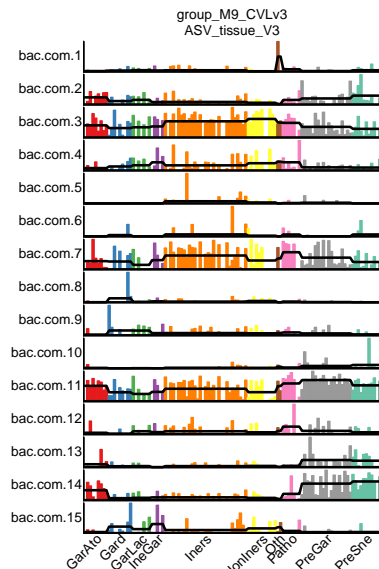 group_M9_CVLv3
ASV_tissue_V3
bac.com.1
bac.com.2
bac.com.3
bac.com.4
bac.com.5
bac.com.6
bac.com.7
bac.com.8
bac.com.9
bac.com.10
bac.com.11
bac.com.12
bac.com.13
bac.com.14
bac.com.15
GarAto
Gard
GarLac
IneGar
Iners
NonIners
Oth
Patho
PreGar
PreSne